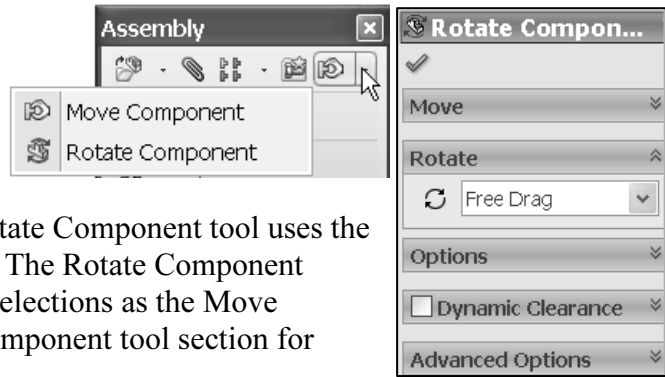 Assembly
Move Component
Rotate Component
tate Component tool uses the
The Rotate Component
elections as the Move
mponent tool section for
Rotate Compon...
Move
Rotate
Free Drag
Options
Dynamic Clearance
Advanced Options